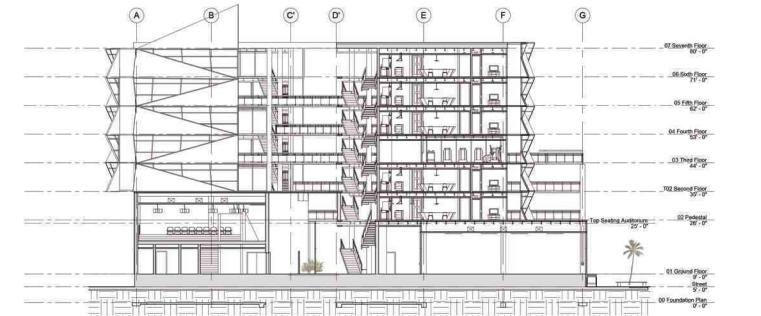 A B C' D' E F G
07 Seventh Floor
80' - 0"
06 Sixth Floor
71' - 0"
05 Fifth Floor
62' - 0"
04 Fourth Floor
53' - 0"
03 Third Floor
44' - 0"
T02 Second Floor
35' - 0"
02 Pedestal
26' - 0"
Top Seating Auditorium
25' - 0"
01 Ground Floor
9' - 0"
Street
5' - 0"
00 Foundation Plan
0' - 0"